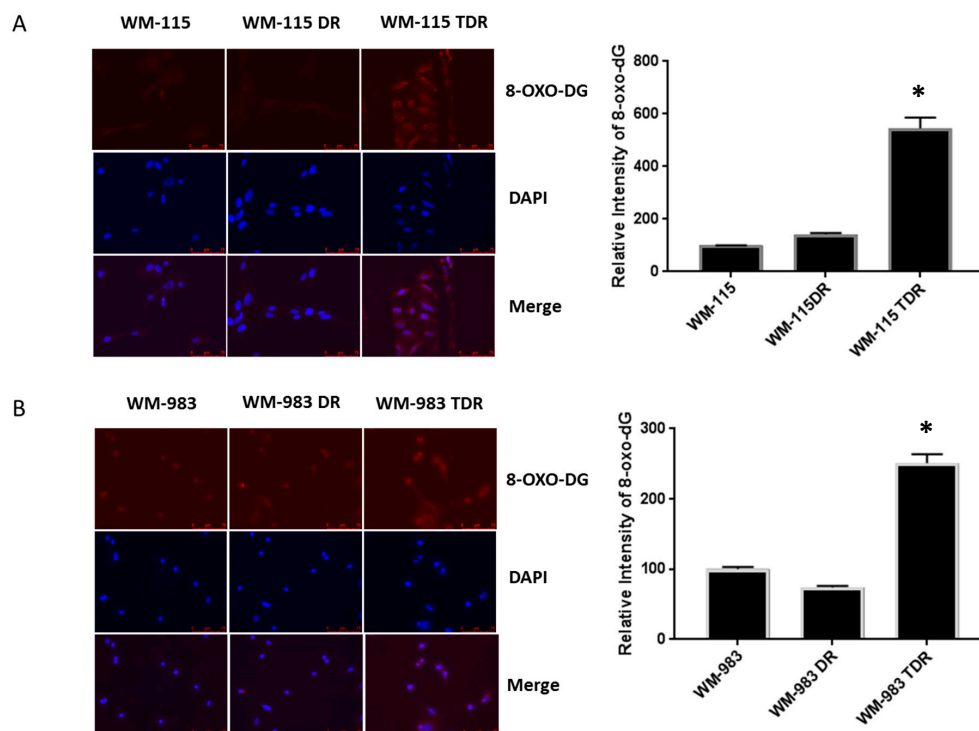 A
WM-115
WM-115 DR
WM-115 TDR
8-OXO-DG
DAPI
Merge
Relative Intensity of 8-oxo-dG
800
600
400
200
0
*
WM-115
WM-115DR
WM-115 TDR
B
WM-983
WM-983 DR
WM-983 TDR
8-OXO-DG
DAPI
Merge
Relative Intensity of 8-oxo-dG
300
200
100
0
*
WM-983
WM-983 DR
WM-983 TDR